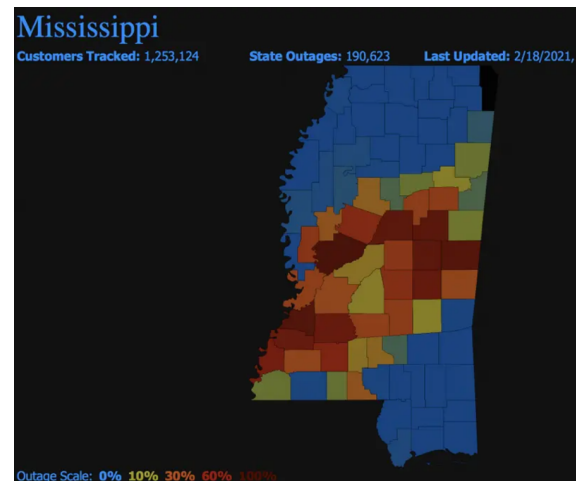 Mississippi
Customers Tracked: 1,253,124 State Outages: 190,623 Last Updated: 2/18/2021,
Outage Scale: 0% 10% 30% 60% 100%